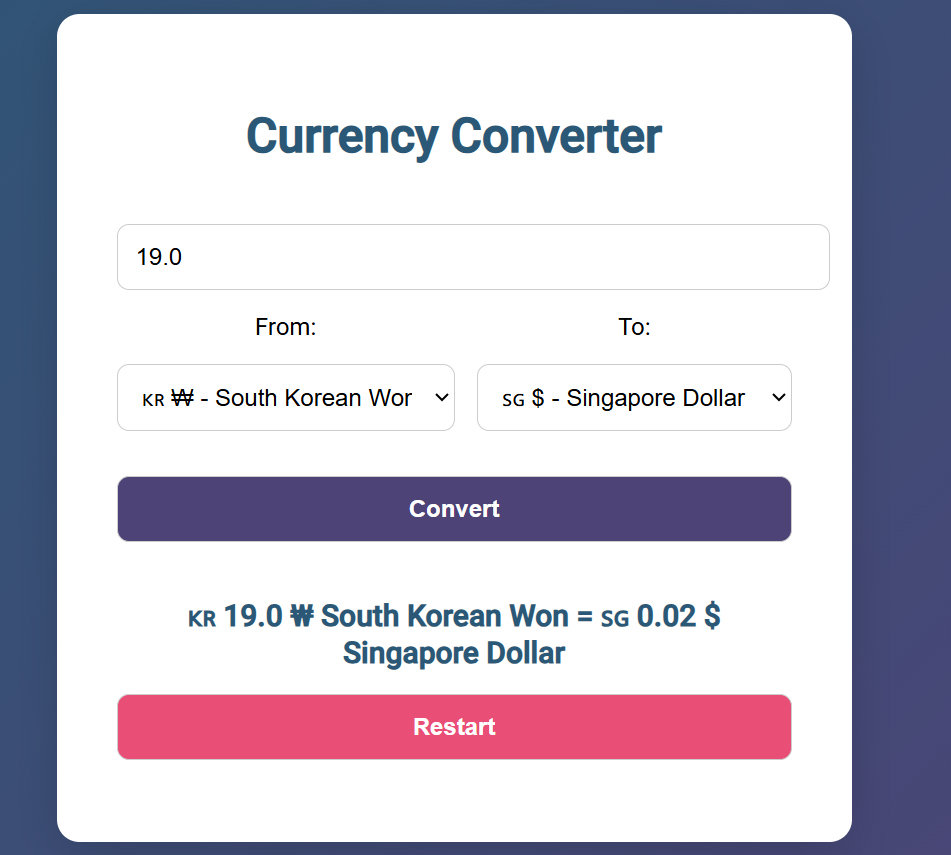 Currency Converter
19.0
From: To:
KR ₩ - South Korean Wor SG $ - Singapore Dollar
Convert
KR 19.0 ₩ South Korean Won = SG 0.02 $
Singapore Dollar
Restart